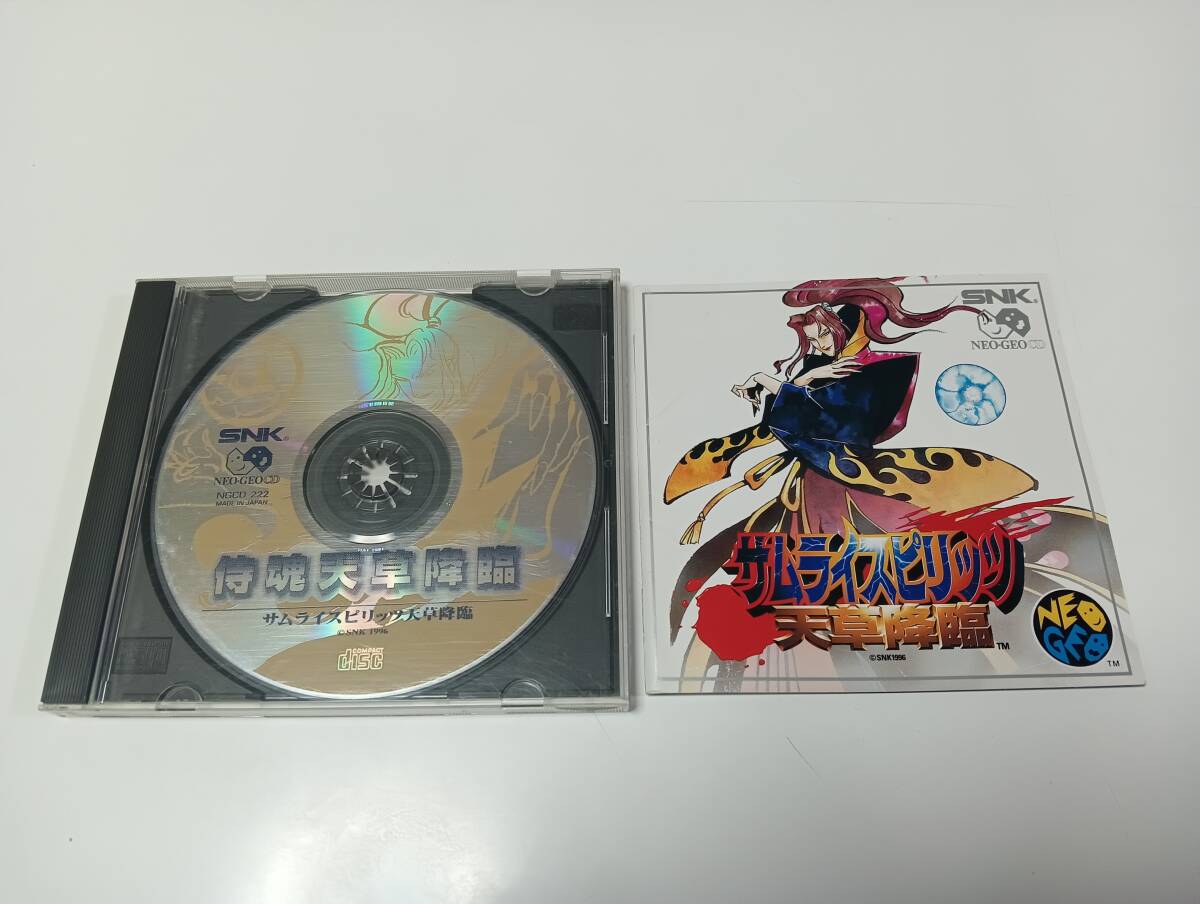 SNK®
NEO·GEO CD
NGCD 222
MADE IN JAPAN
侍魂天草降臨
サムライスピリッツ天草降臨
©SNK 1996
COMPACT
disc
SNK®
NEO·GEO CD
サムライスピリッツ
天草降臨™
©SNK1996
NEO
GEO
TM